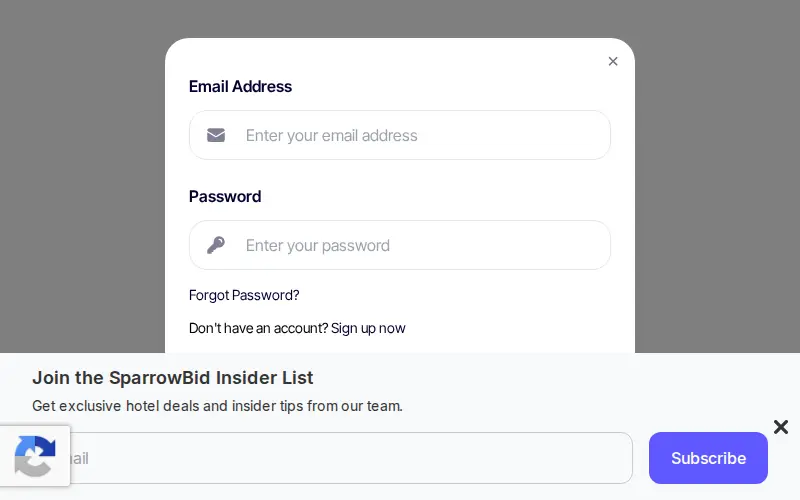 Email Address
Enter your email address
Password
Enter your password
Forgot Password?
Don't have an account? Sign up now
Join the SparrowBid Insider List
Get exclusive hotel deals and insider tips from our team.
Subscribe